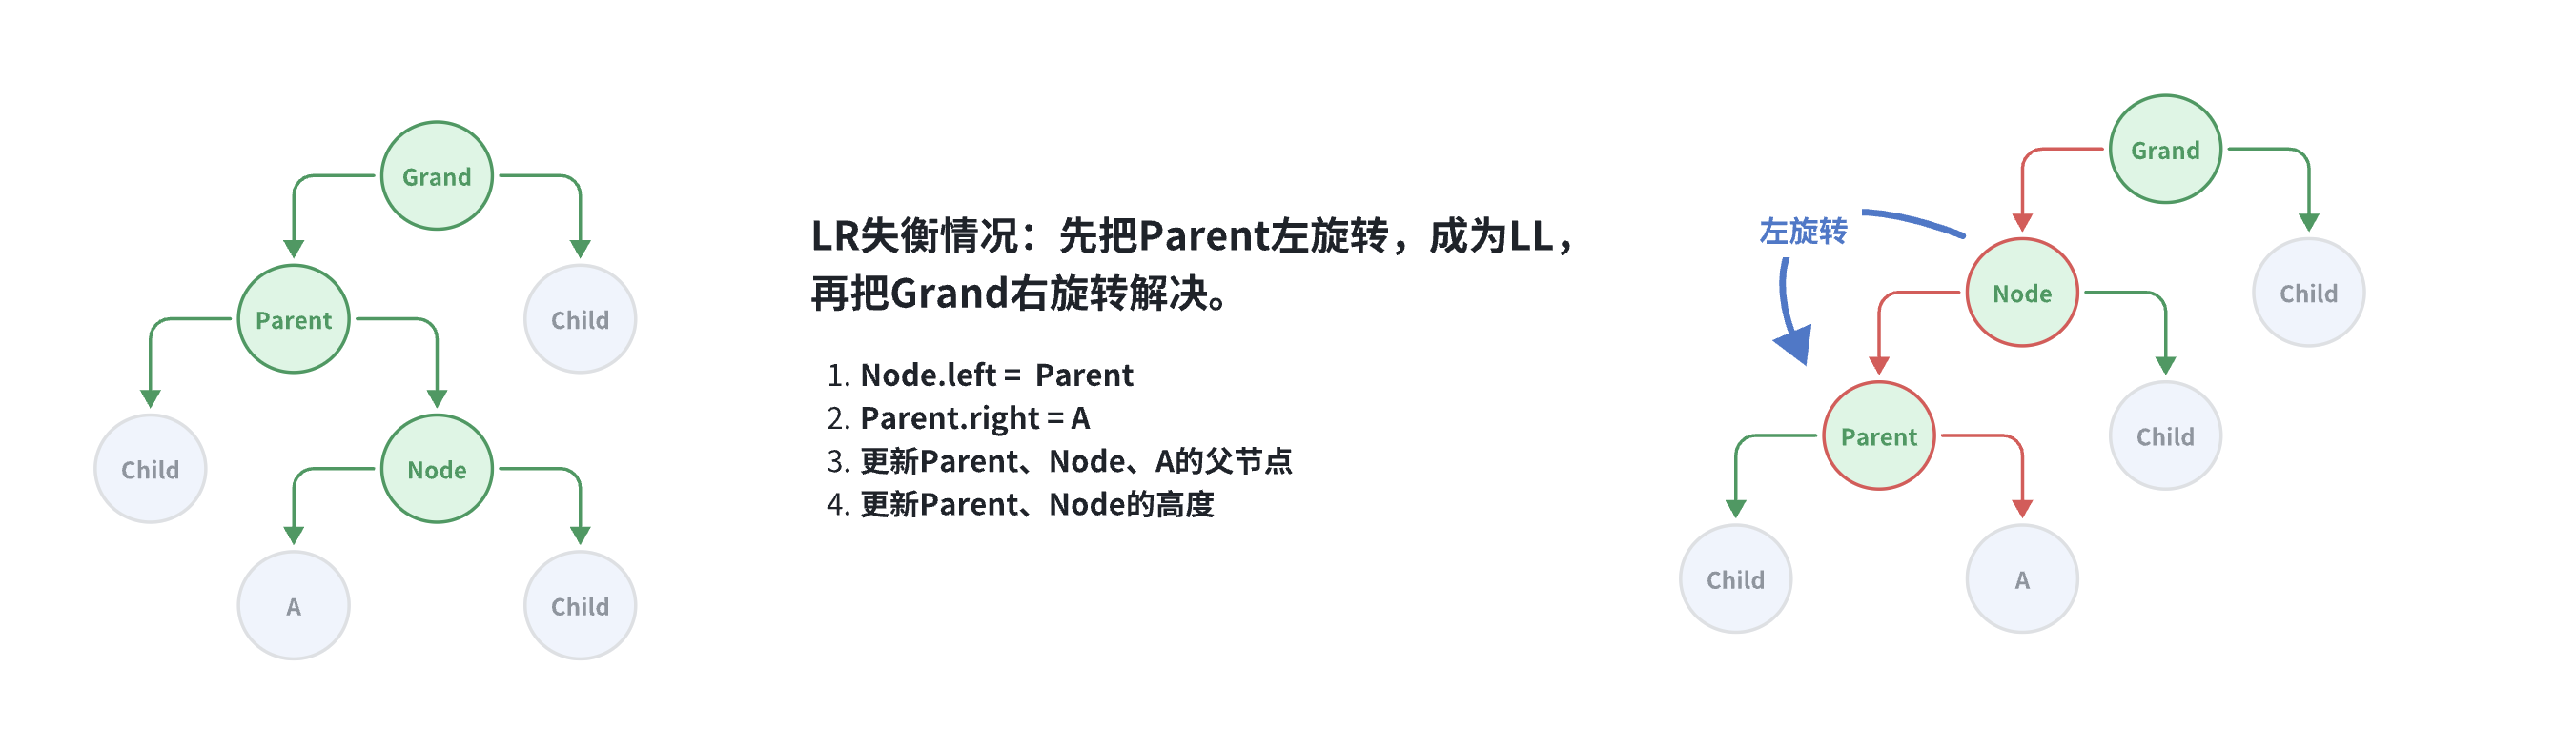 Grand
Parent
Child
Child
Node
A
Child
LR失衡情况：先把Parent左旋转，成为LL，
再把Grand右旋转解决。
1. Node.left = Parent
2. Parent.right = A
3. 更新Parent、Node、A的父节点
4. 更新Parent、Node的高度
左旋转
Grand
Node
Child
Parent
Child
Child
A